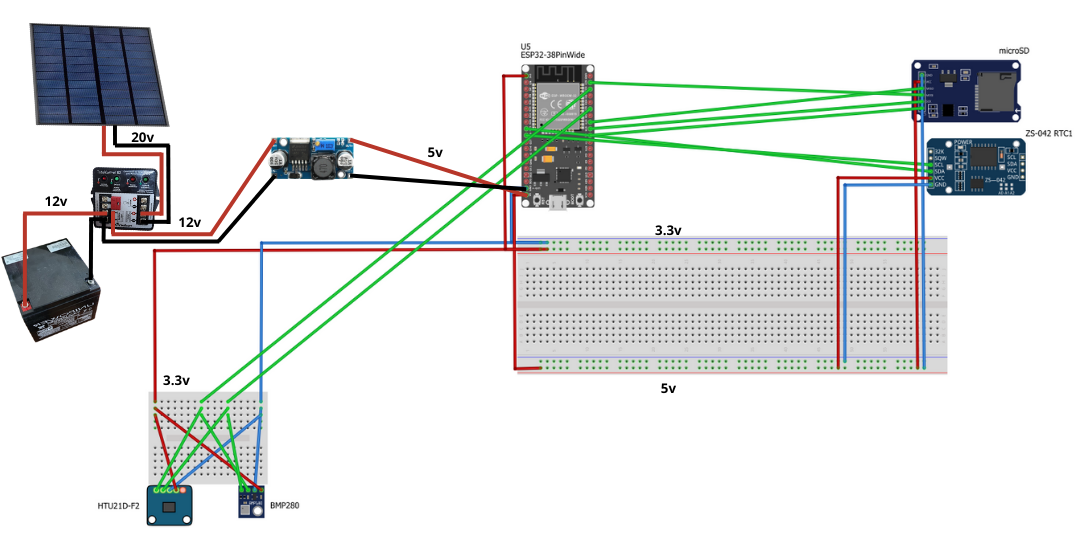 U5
ESP32-38PinWide
microSD
20v
ZS-042 RTC1
POWER
32K
SQW
SCL
SDA
VCC
GND
SCL
SDA
VCC
GND
ZS-042
5v
12v
12v
3.3v
3.3v
5v
HTU21D-F2
BMP280